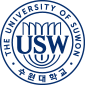 THE UNIVERSITY OF SUWON
USW
수원대학교